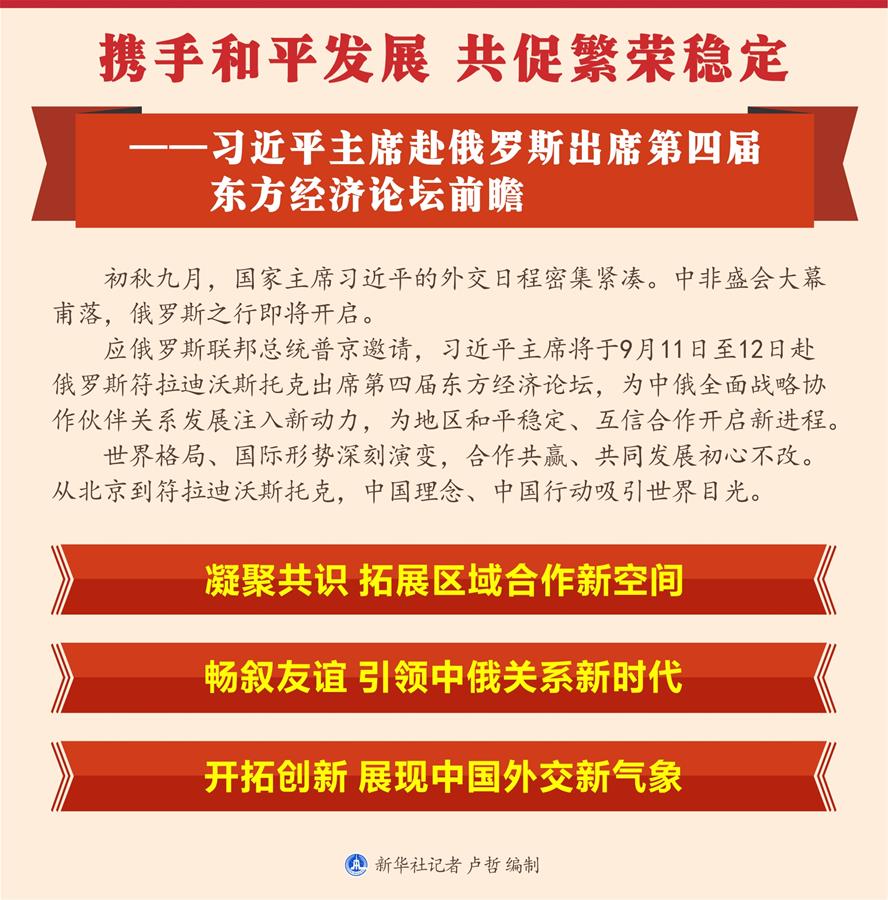 携手和平发展 共促繁荣稳定
——习近平主席赴俄罗斯出席第四届
东方经济论坛前瞻
初秋九月，国家主席习近平的外交日程密集紧凑。中非盛会大幕
甫落，俄罗斯之行即将开启。
应俄罗斯联邦总统普京邀请，习近平主席将于9月11日至12日赴
俄罗斯符拉迪沃斯托克出席第四届东方经济论坛，为中俄全面战略协
作伙伴关系发展注入新动力，为地区和平稳定、互信合作开启新进程。
世界格局、国际形势深刻演变，合作共赢、共同发展初心不改。
从北京到符拉迪沃斯托克，中国理念、中国行动吸引世界目光。
凝聚共识 拓展区域合作新空间
畅叙友谊 引领中俄关系新时代
开拓创新 展现中国外交新气象
新华社记者 卢哲 编制